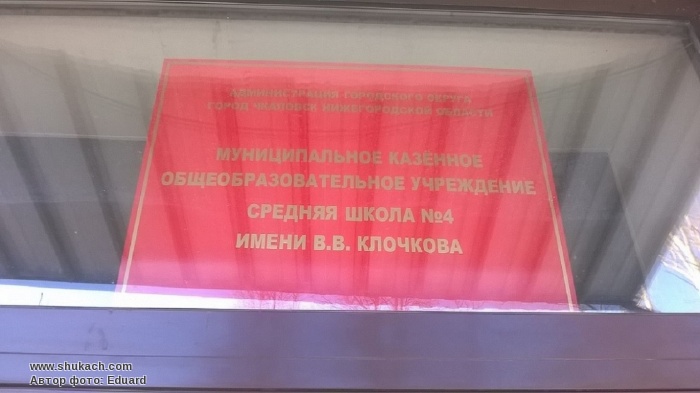 АДМИНИСТРАЦИЯ ГОРОДСКОГО ОКРУГА
ГОРОД ЧКАЛОВСК НИЖЕГОРОДСКОЙ ОБЛАСТИ
МУНИЦИПАЛЬНОЕ КАЗЁННОЕ
ОБЩЕОБРАЗОВАТЕЛЬНОЕ УЧРЕЖДЕНИЕ
СРЕДНЯЯ ШКОЛА №4
ИМЕНИ В.В. КЛОЧКОВА
www.shukach.com
Автор фото: Eduard